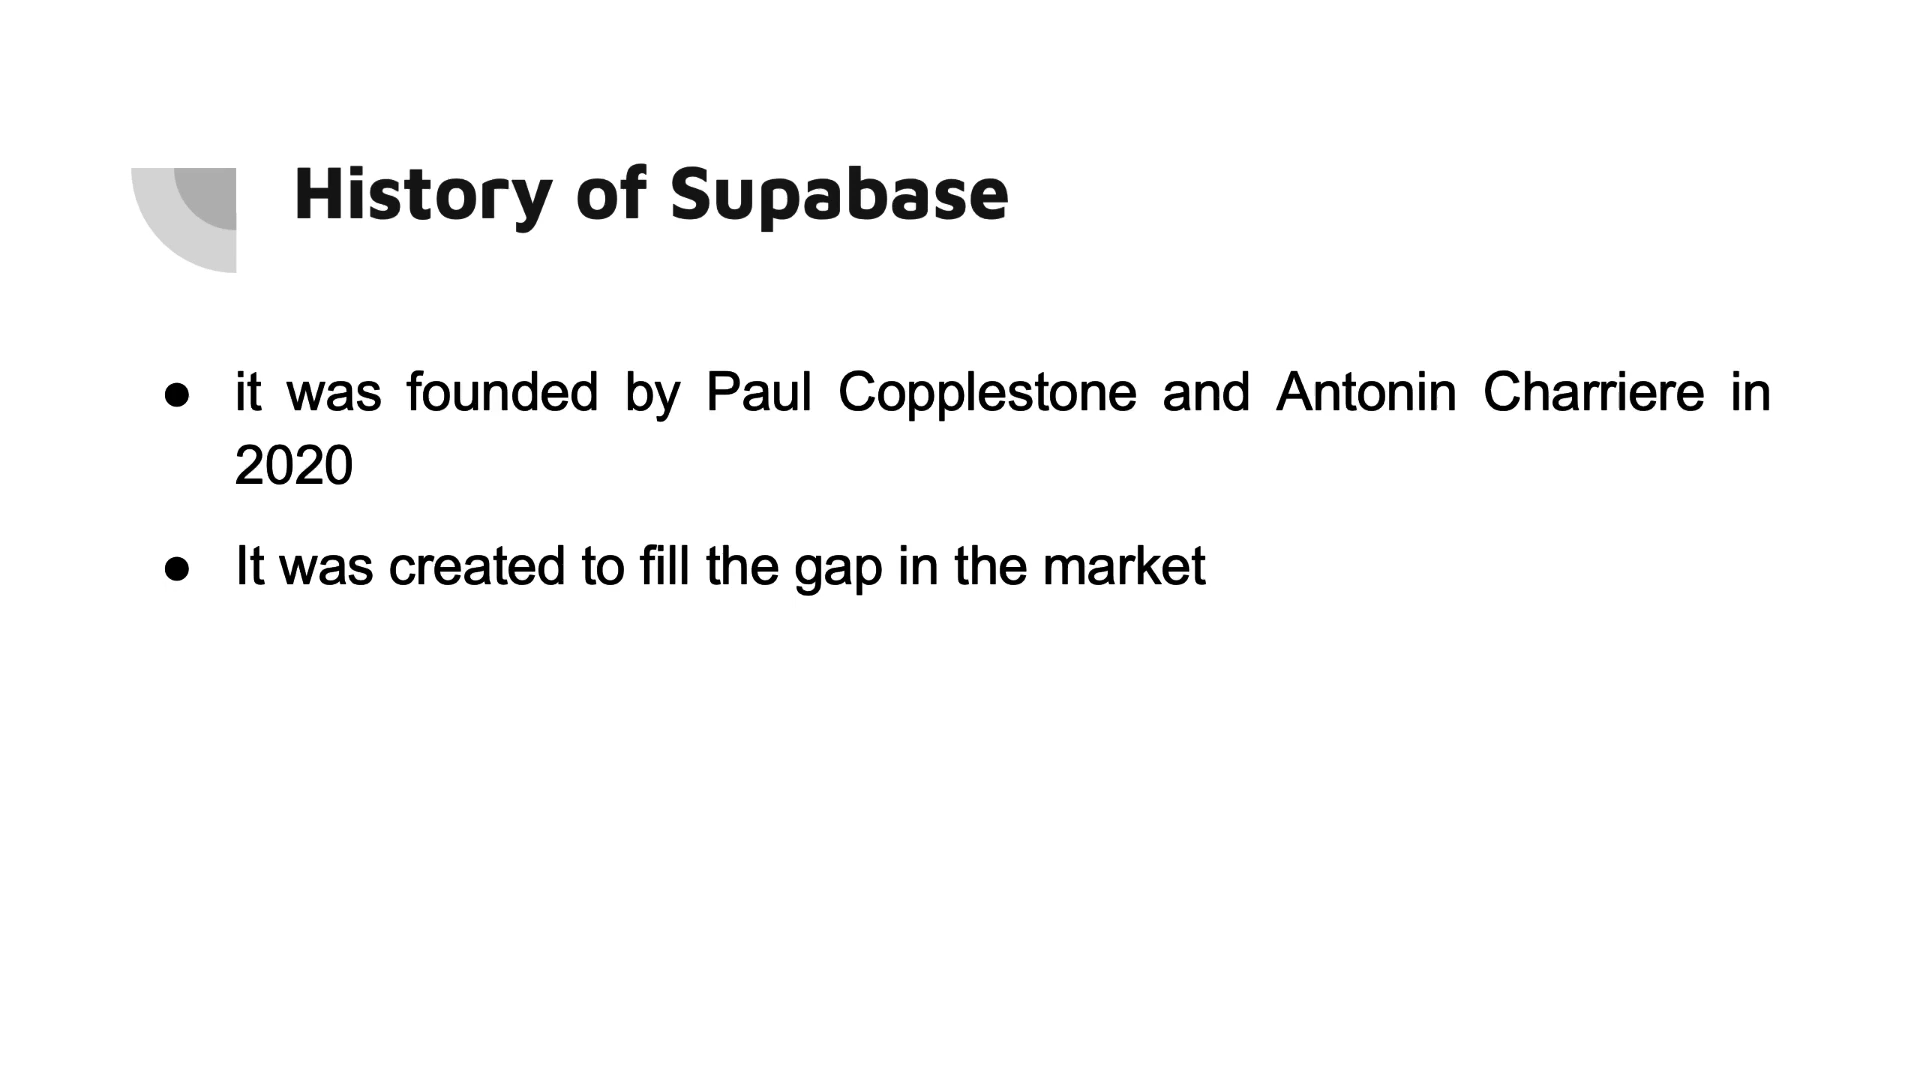 History of Supabase
● it was founded by Paul Copplestone and Antonin Charriere in
2020
● It was created to fill the gap in the market